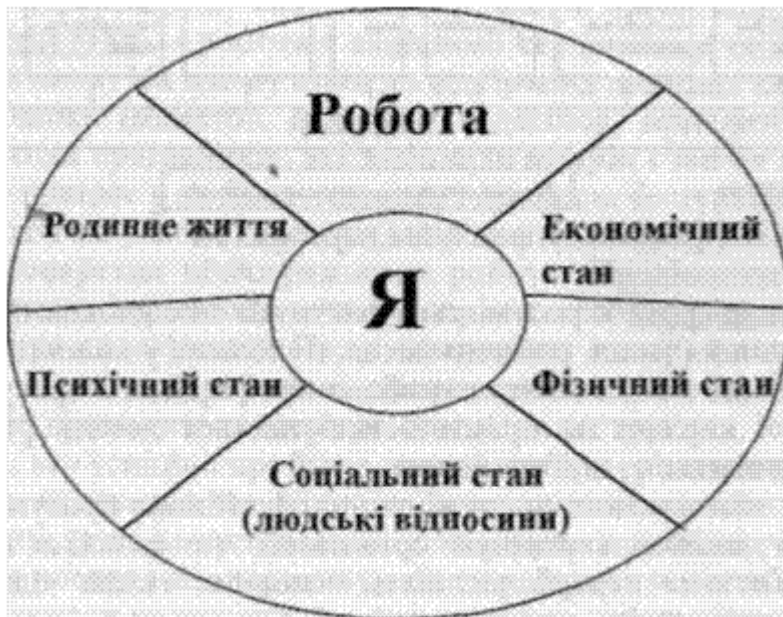 Робота
Родинне життя
Економічний
стан
Я
Психічний стан
Фізичний стан
Соціальний стан
(людські відносини)